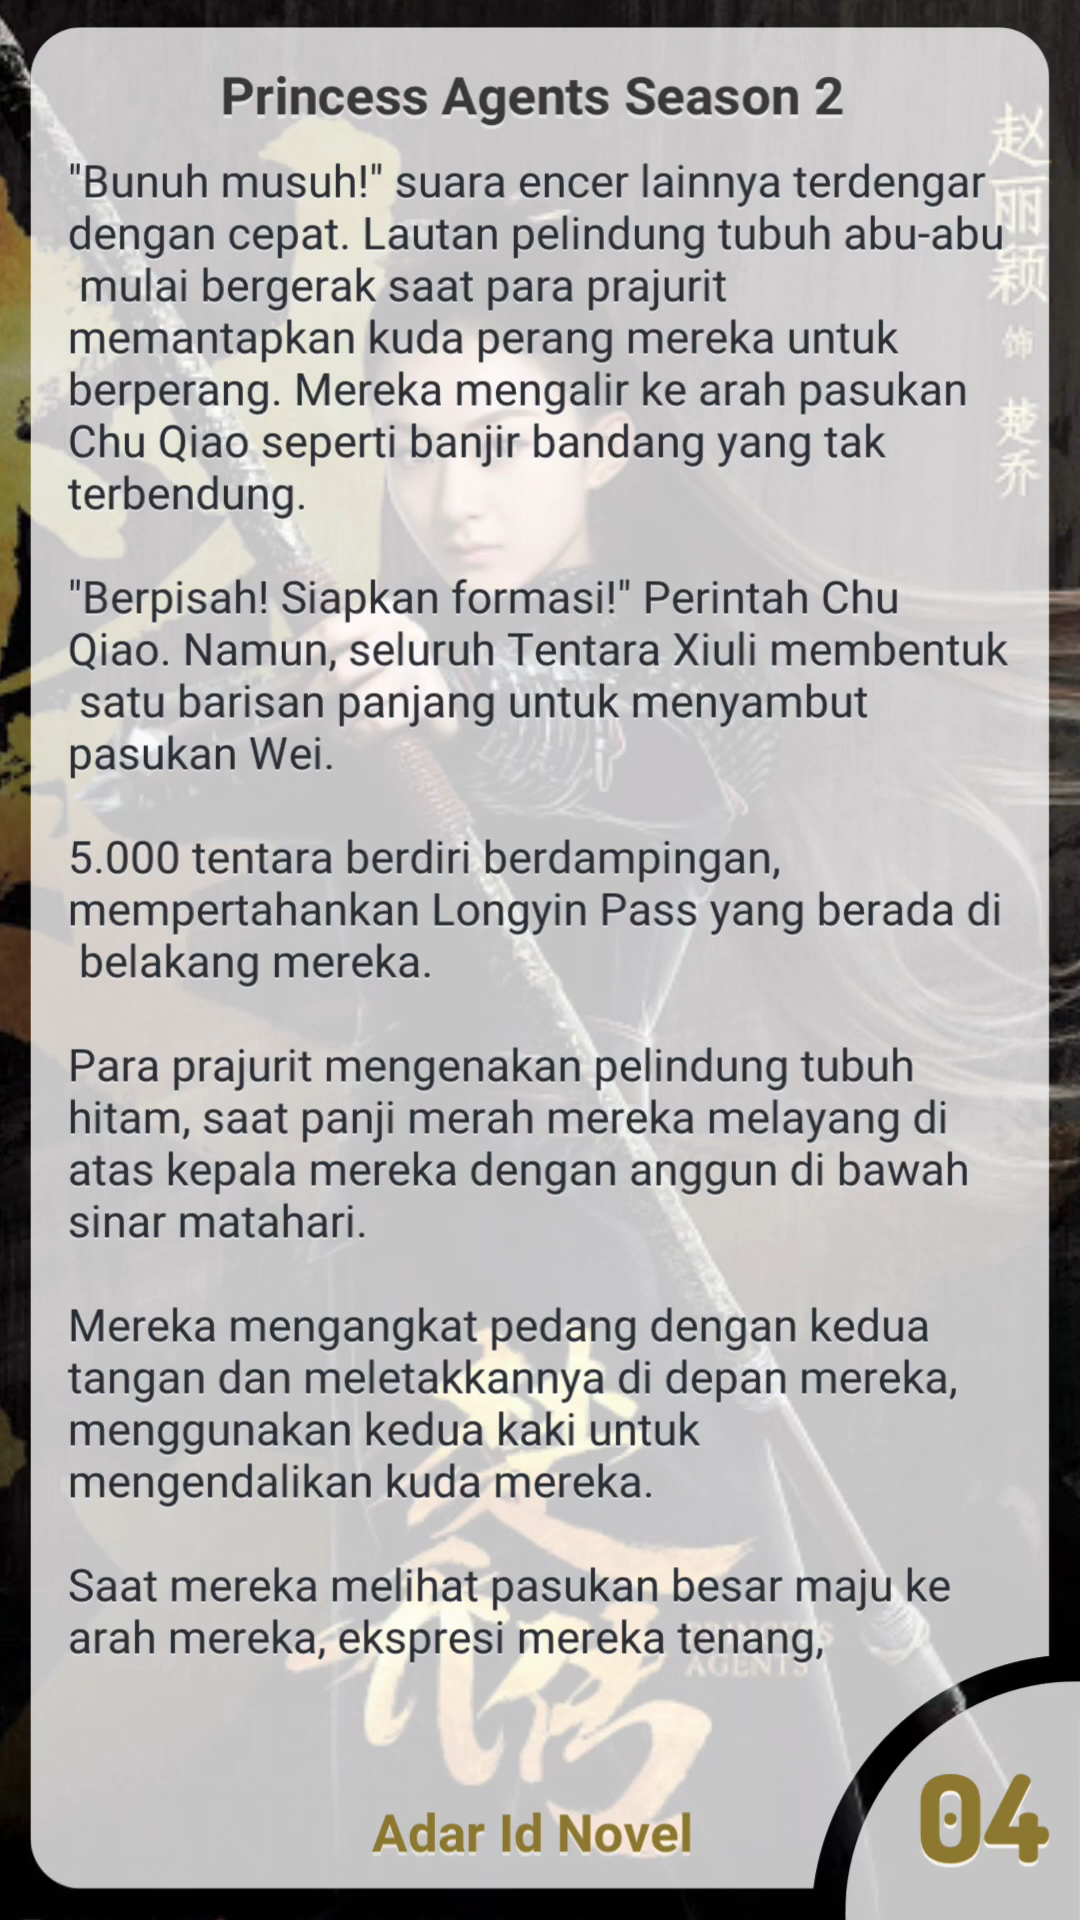 Princess Agents Season 2
"Bunuh musuh!" suara encer lainnya terdengar
dengan cepat. Lautan pelindung tubuh abu-abu
mulai bergerak saat para prajurit
memantapkan kuda perang mereka untuk
berperang. Mereka mengalir ke arah pasukan
Chu Qiao seperti banjir bandang yang tak
terbendung.
"Berpisah! Siapkan formasi!" Perintah Chu
Qiao. Namun, seluruh Tentara Xiuli membentuk
satu barisan panjang untuk menyambut
pasukan Wei.
5.000 tentara berdiri berdampingan,
mempertahankan Longyin Pass yang berada di
belakang mereka.
Para prajurit mengenakan pelindung tubuh
hitam, saat panji merah mereka melayang di
atas kepala mereka dengan anggun di bawah
sinar matahari.
Mereka mengangkat pedang dengan kedua
tangan dan meletakkannya di depan mereka,
menggunakan kedua kaki untuk
mengendalikan kuda mereka.
Saat mereka melihat pasukan besar maju ke
arah mereka, ekspresi mereka tenang,
赵丽颖 饰 楚乔
楚乔传
PRINCESS
AGENTS
Adar Id Novel
04